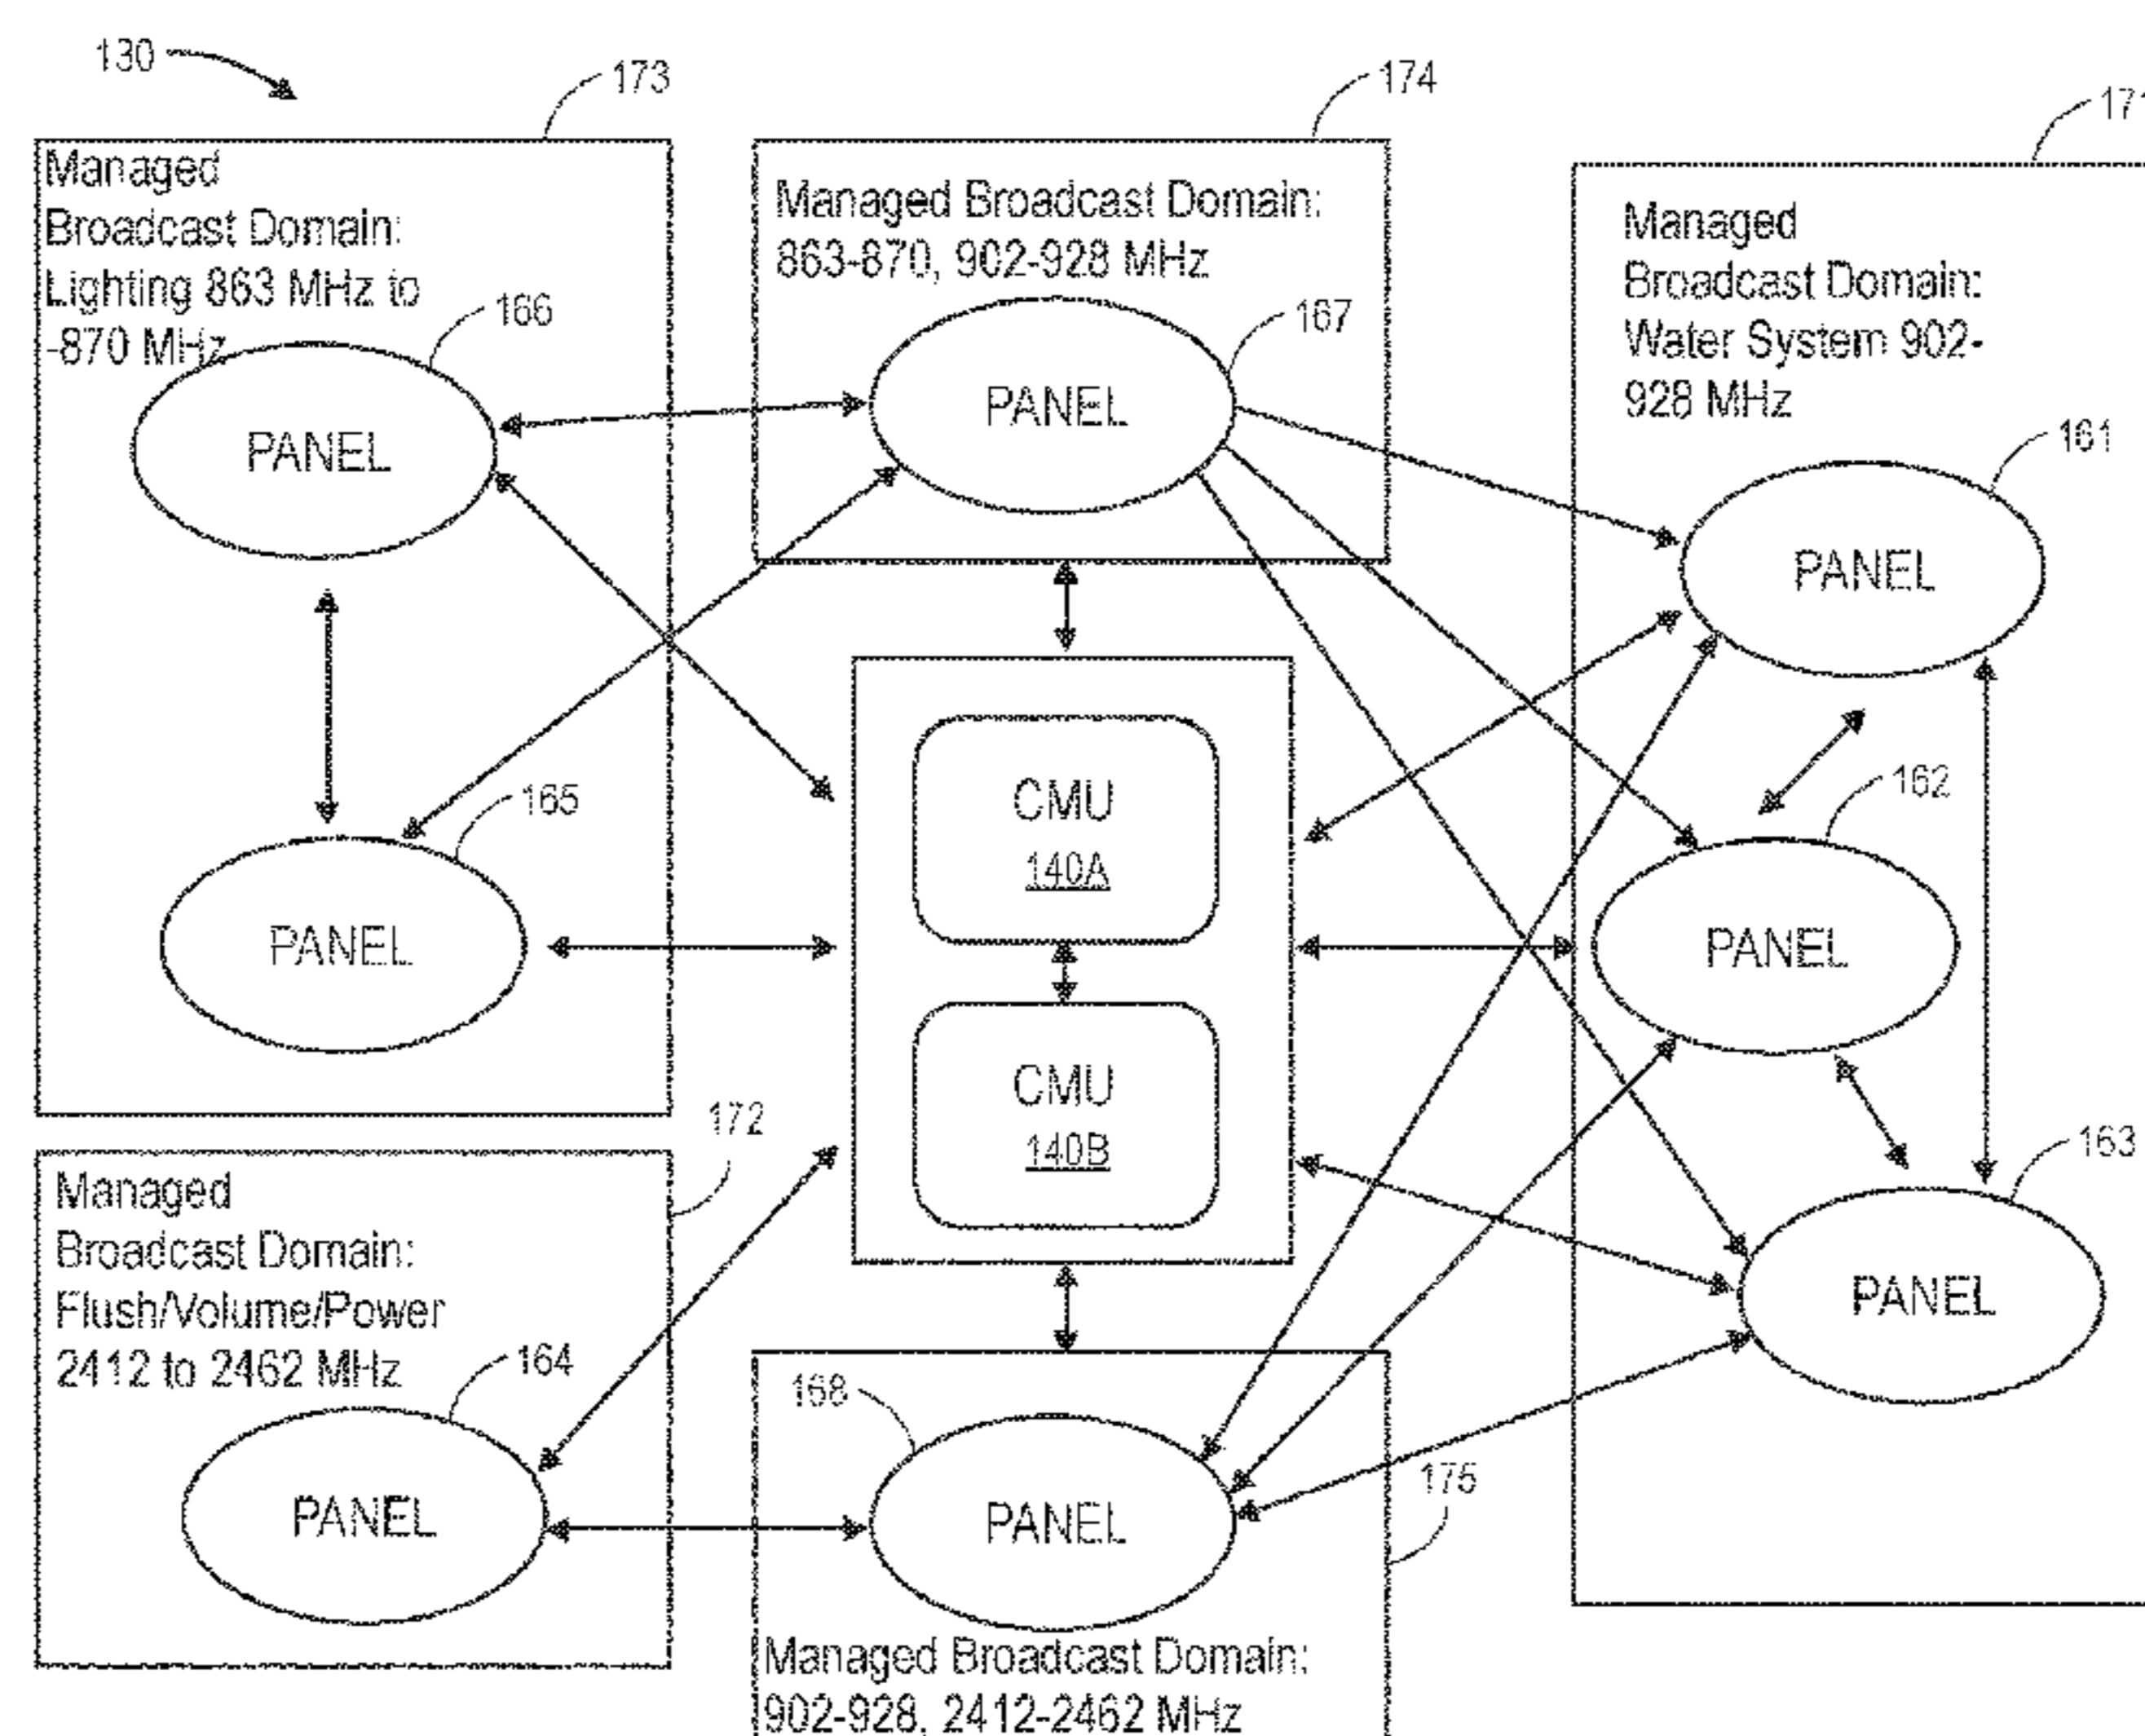 130
173
174
171
Managed
Broadcast Domain:
Lighting 863 MHz to
-870 MHz
166
PANEL
165
PANEL
Managed Broadcast Domain:
863-870, 902-928 MHz
167
PANEL
Managed
Broadcast Domain:
Water System 902-
928 MHz
161
PANEL
162
PANEL
163
PANEL
CMU
140A
CMU
140B
172
Managed
Broadcast Domain:
Flush/Volume/Power
2412 to 2462 MHz
164
PANEL
168
PANEL
175
Managed Broadcast Domain:
902-928, 2412-2462 MHz